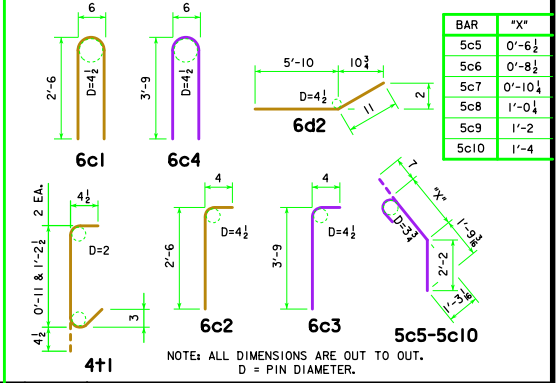 6
6
2'-6
D=4½
3'-9
D=4½
6c1
6c4
5'-10
10¾
D=4½
2
11
6d2
BAR "X"
5c5 0'-6½
5c6 0'-8½
5c7 0'-10¼
5c8 1'-0¼
5c9 1'-2
5c10 1'-4
2 EA.
4½
D=2
0'-11 & 1'-2½
4½
3
4t1
4
2'-6
D=4½
6c2
4
3'-9
D=4½
6c3
7
"X"
1'-9 3/16
D=3¾
2'-2
1'-3 1/16
5c5-5c10
NOTE: ALL DIMENSIONS ARE OUT TO OUT.
D = PIN DIAMETER.